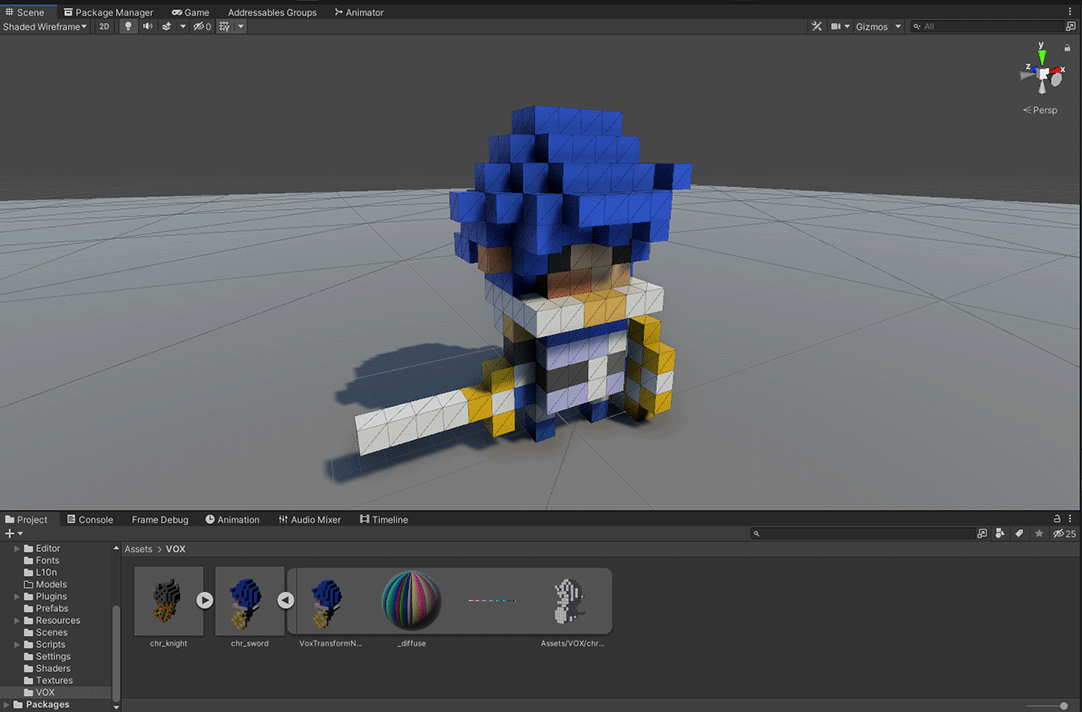 Scene Package Manager Game Addressables Groups Animator
Shaded Wireframe 2D 0 Gizmos All
y
z x
Persp
Project Console Frame Debug Animation Audio Mixer Timeline
25
Editor
Fonts
L10n
Models
Plugins
Prefabs
Resources
Scenes
Scripts
Settings
Shaders
Textures
VOX
Packages
Assets > VOX
chr_knight chr_sword VoxTransformN... _diffuse Assets/VOX/chr...